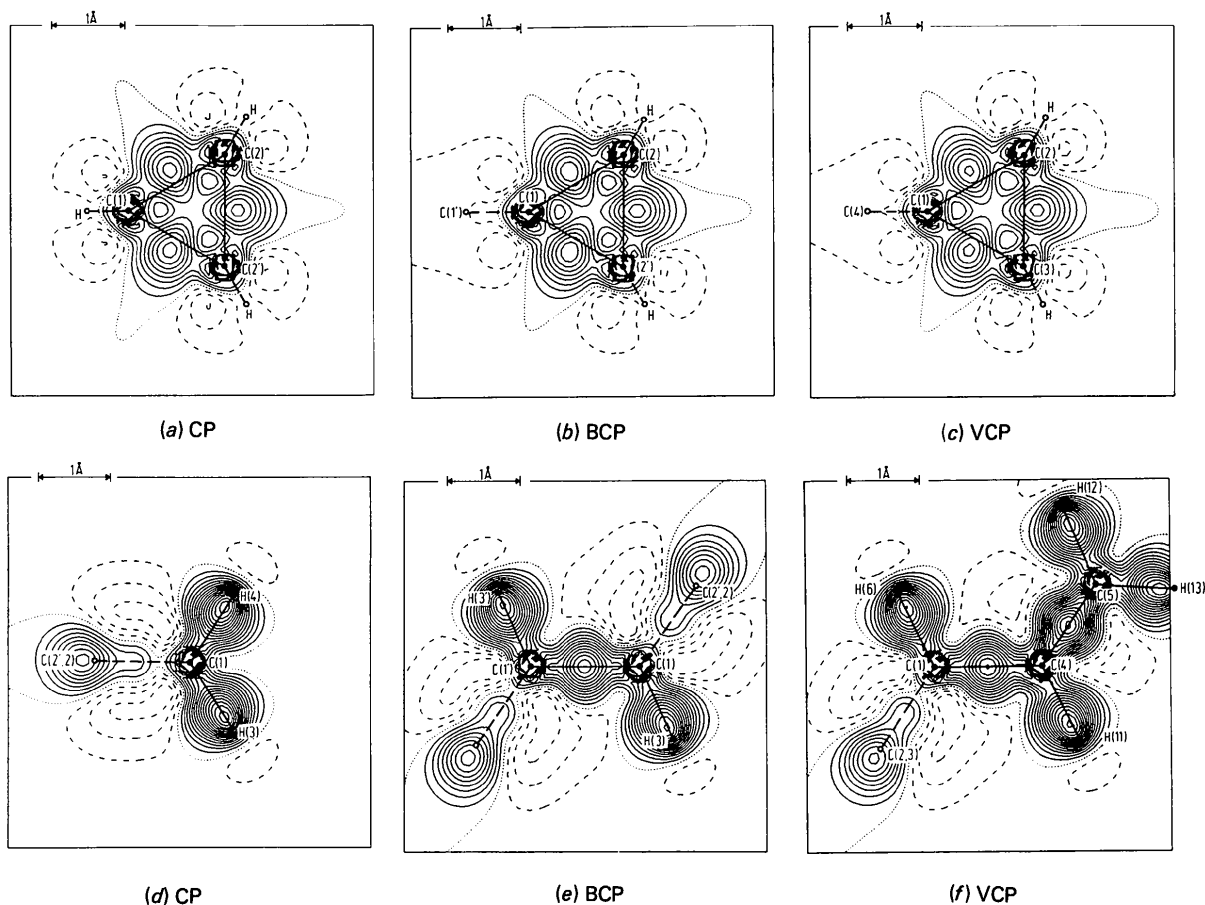 1Å
H
C(2)
C(1)
H
C(2')
H
(a) CP
1Å
H
C(2)
C(1)
C(1')
(2')
H
(b) BCP
1Å
H
C(2)
C(1)
C(4)
C(3)
H
(c) VCP
1Å
H(4)
C(2',2)
C(1)
H(3)
(d) CP
1Å
C(2',2)
H(3')
C(1')
C(1)
H(3)
(e) BCP
1Å
H(12)
H(6)
C(5)
H(13)
C(1)
C(4)
C(2,3)
H(11)
(f) VCP